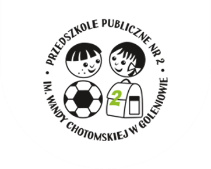 PRZEDSZKOLE PUBLICZNE NR 2
IM. WANDY CHOTOMSKIEJ W GOLENIOWIE
2